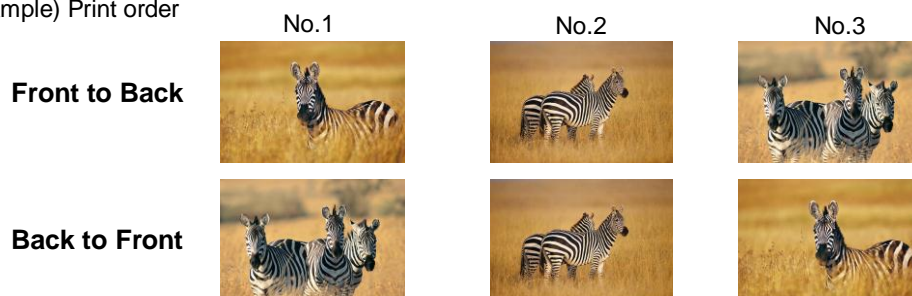 mple) Print order
No.1 No.2 No.3
Front to Back
Back to Front